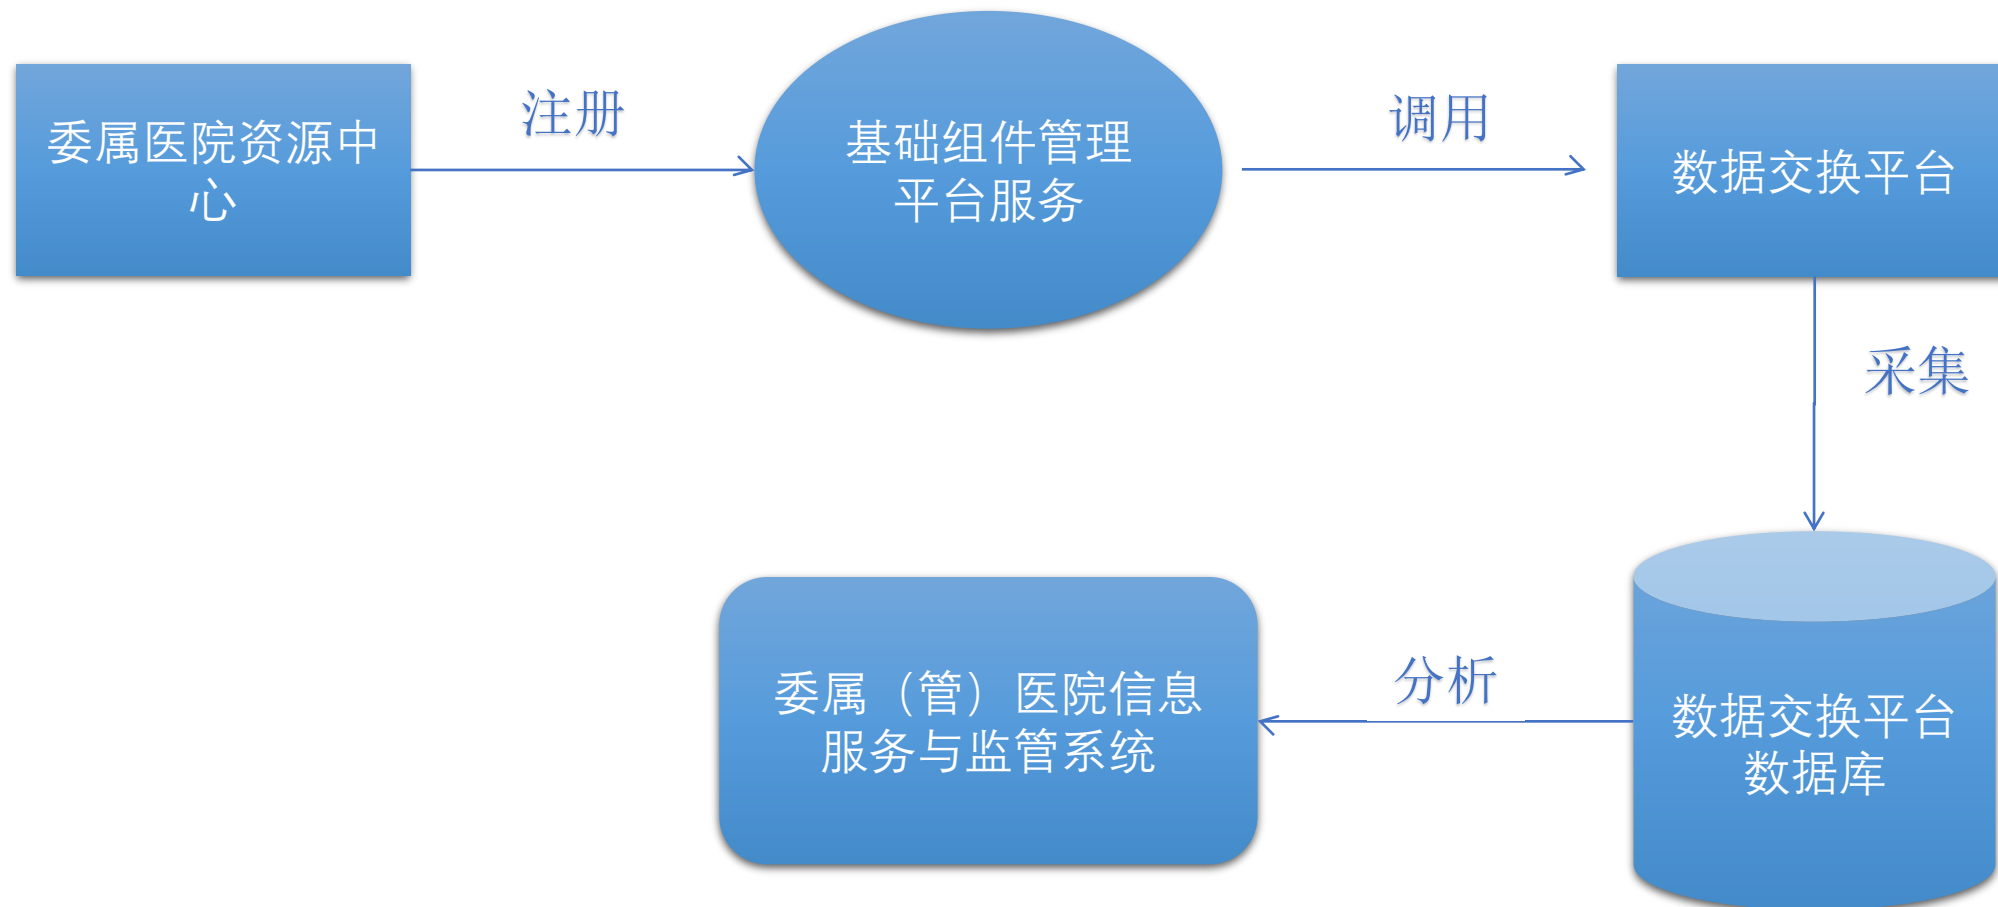 委属医院资源中
心
注册
基础组件管理
平台服务
调用
数据交换平台
采集
数据交换平台
数据库
分析
委属（管）医院信息
服务与监管系统